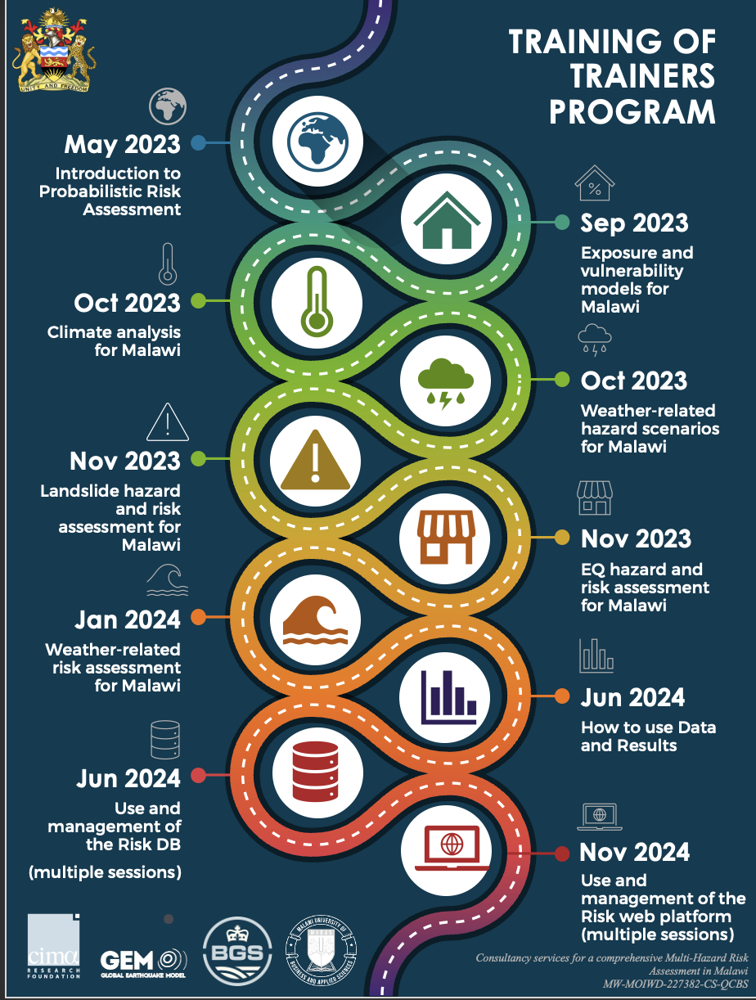 UNITY AND FREEDOM
TRAINING OF
TRAINERS
PROGRAM
May 2023
Introduction to
Probabilistic Risk
Assessment
%
Sep 2023
Exposure and
vulnerability
models for
Malawi
Oct 2023
Climate analysis
for Malawi
Oct 2023
Weather-related
hazard scenarios
for Malawi
Nov 2023
Landslide hazard
and risk
assessment for
Malawi
Nov 2023
EQ hazard and
risk assessment
for Malawi
Jan 2024
Weather-related
risk assessment
for Malawi
Jun 2024
How to use Data
and Results
Jun 2024
Use and
management of
the Risk DB
(multiple sessions)
Nov 2024
Use and
management of the
Risk web platform
(multiple sessions)
cima
RESEARCH
FOUNDATION
GEM
GLOBAL EARTHQUAKE MODEL
BGS
MALAWI UNIVERSITY OF
BUSINESS AND APPLIED SCIENCES
Consultancy services for a comprehensive Multi-Hazard Risk
Assessment in Malawi
MW-MOIWD-227382-CS-QCBS